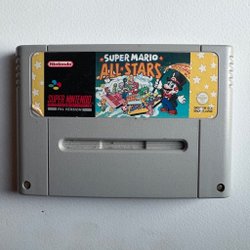 Nintendo
SUPER MARIO
ALL-STARS
SUPER NINTENDO
PAL VERSION